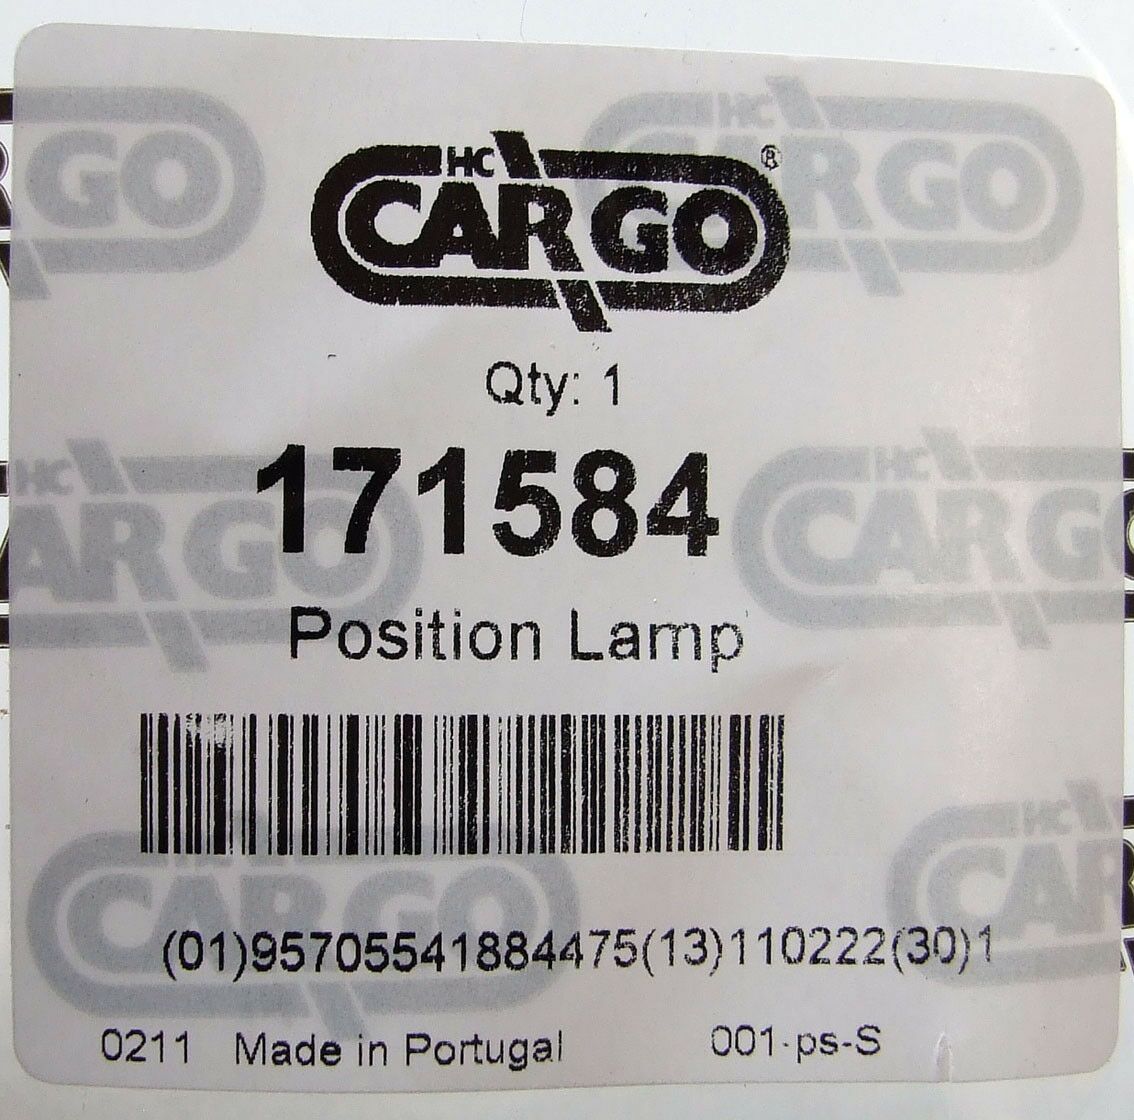 HC
CARGO®
Qty: 1
171584
Position Lamp
(01)95705541884475(13)110222(30)1
0211 Made in Portugal 001-ps-S